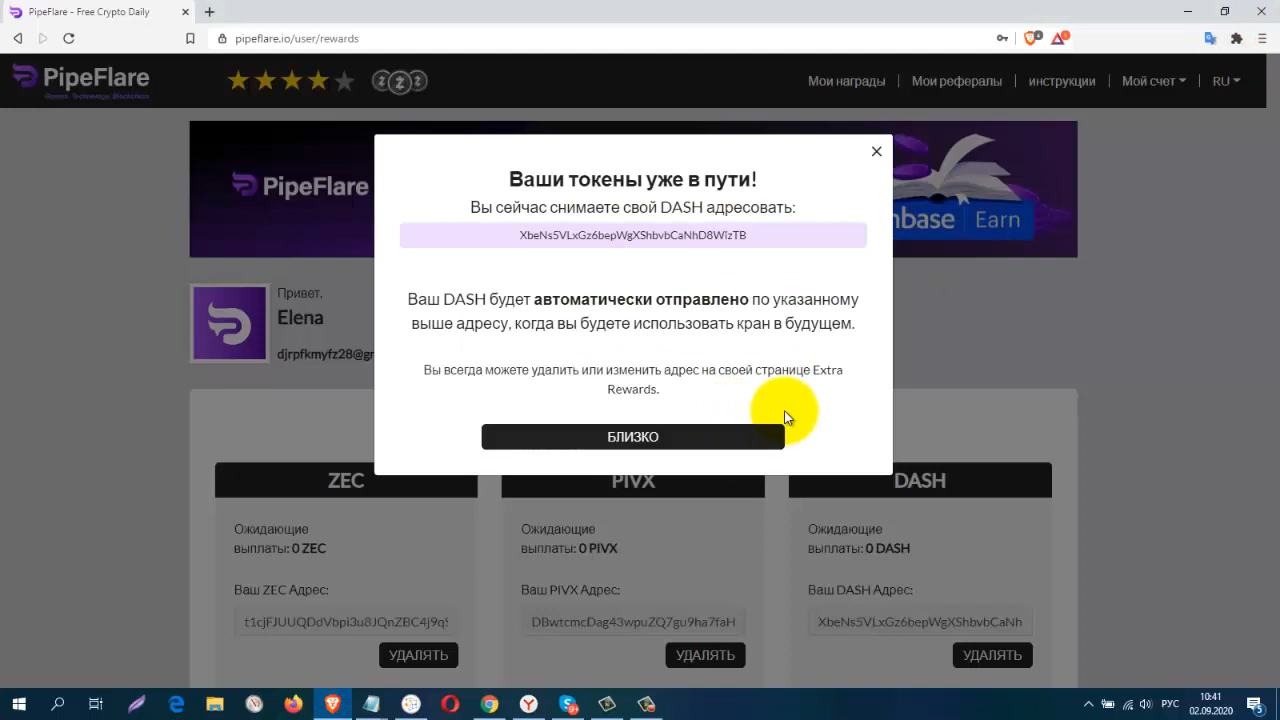 PipeFlare - Free Crypto Daily
pipeflare.io/user/rewards
PipeFlare
Мои награды | Мои рефералы | инструкции | Мой счет | RU
PipeFlare
nbase | Earn
Ваши токены уже в пути!
Вы сейчас снимаете свой DASH адресовать:
XbeNs5VLxGz6bepWgXShbvbCaNhD8WizTB
Ваш DASH будет автоматически отправлено по указанному
выше адресу, когда вы будете использовать кран в будущем.
Вы всегда можете удалить или изменить адрес на своей странице Extra
Rewards.
БЛИЗКО
Привет,
Elena
djrpfkmyfz28@gr
ZEC PIVX DASH
Ожидающие Ожидающие Ожидающие
выплаты: 0 ZEC выплаты: 0 PIVX выплаты: 0 DASH
Ваш ZEC Адрес: Ваш PIVX Адрес: Ваш DASH Адрес:
t1cjFJUUQDdVbpi3u8JQnZBC4j9qS DBwtcmcDag43wpuZQ7gu9ha7faH XbeNs5VLxGz6bepWgXShbvbCaNh
УДАЛЯТЬ УДАЛЯТЬ УДАЛЯТЬ
РУС
10:41
02.09.2020